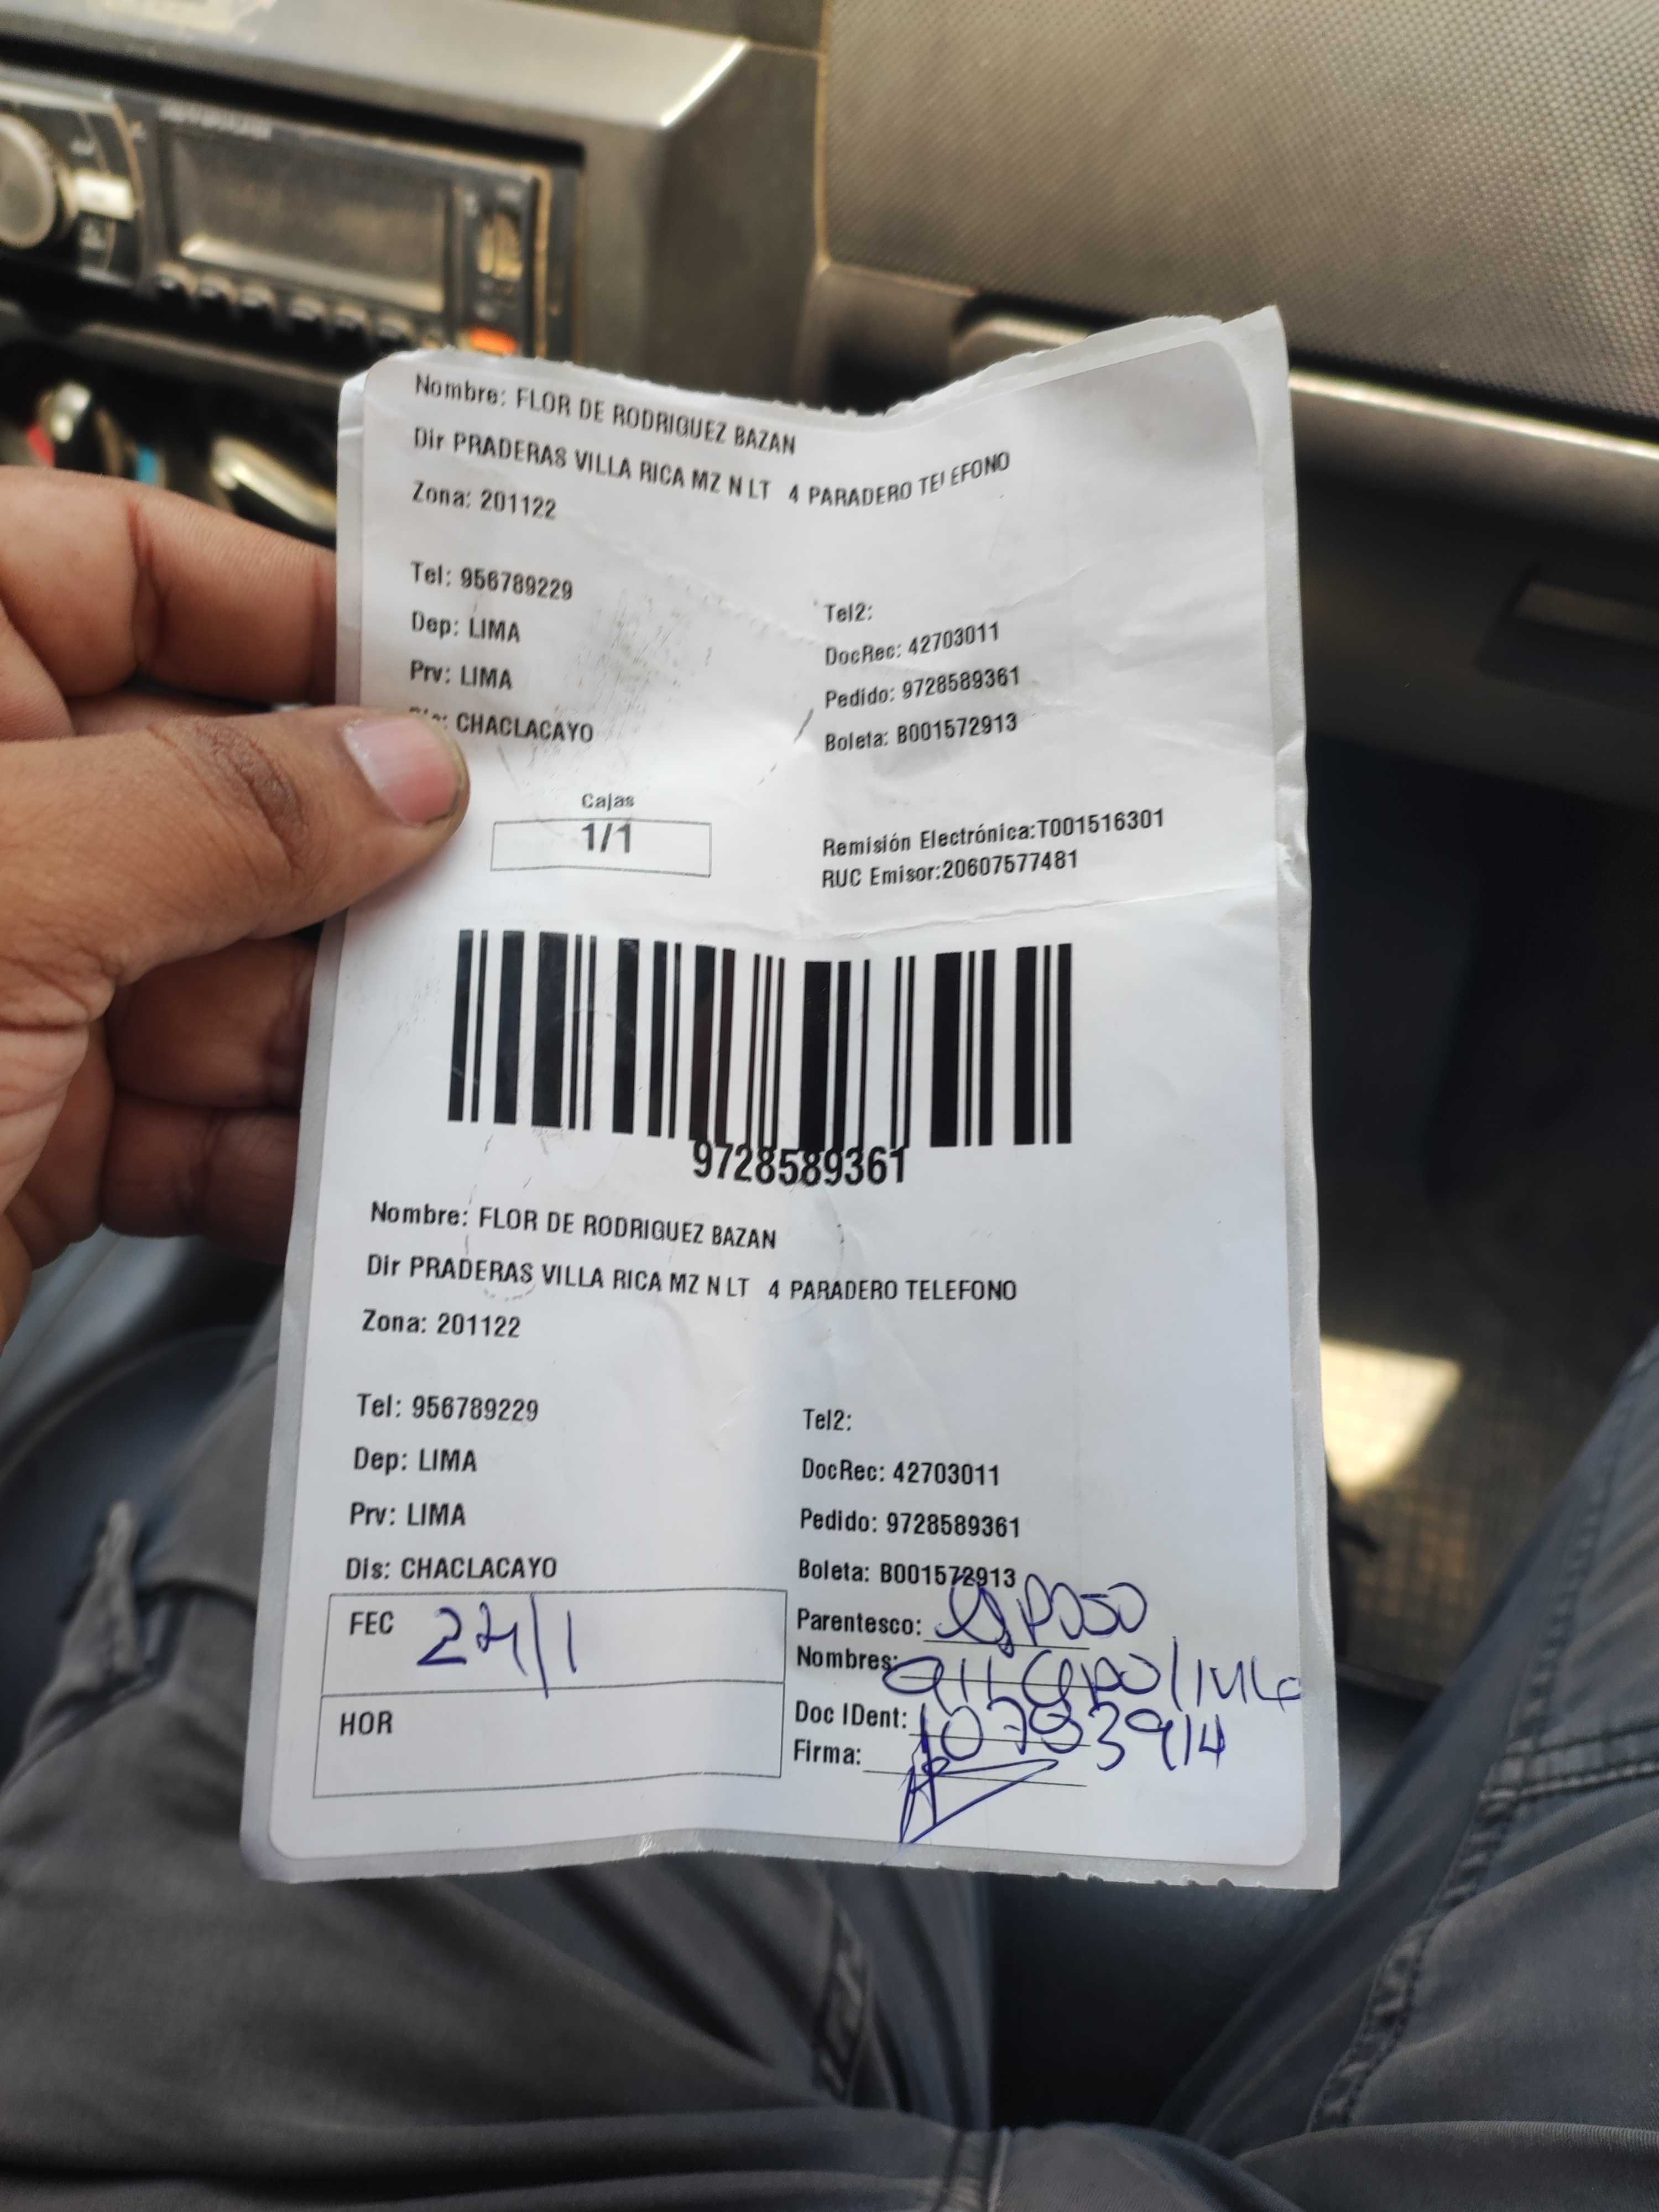 Nombre: FLOR DE RODRIGUEZ BAZAN
Dir PRADERAS VILLA RICA MZ N LT 4 PARADERO TELEFONO
Zona: 201122
Tel: 956789229
Tel2:
Dep: LIMA
DocRec: 42703011
Prv: LIMA
Pedido: 9728589361
CHACLACAYO
Boleta: B001572913
Cajas
1/1
Remisión Electrónica:T001516301
RUC Emisor:20607577481
9728589361
Nombre: FLOR DE RODRIGUEZ BAZAN
Dir PRADERAS VILLA RICA MZ N LT 4 PARADERO TELEFONO
Zona: 201122
Tel: 956789229
Tel2:
Dep: LIMA
DocRec: 42703011
Prv: LIMA
Pedido: 9728589361
Dis: CHACLACAYO
Boleta: B001572913
FEC 24/1
Parentesco: esposo
Nombres:
HOR
Doc IDent: 10783914
Firma: